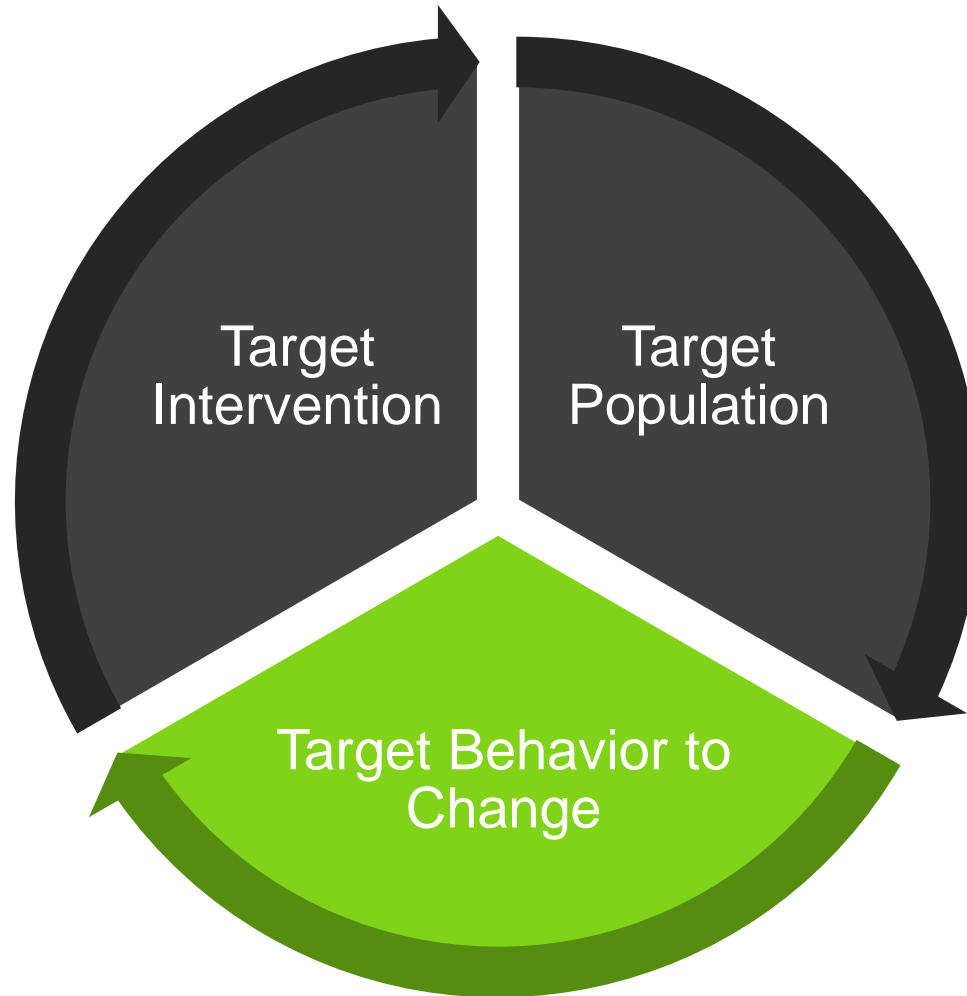 Target
Intervention
Target
Population
Target Behavior to
Change